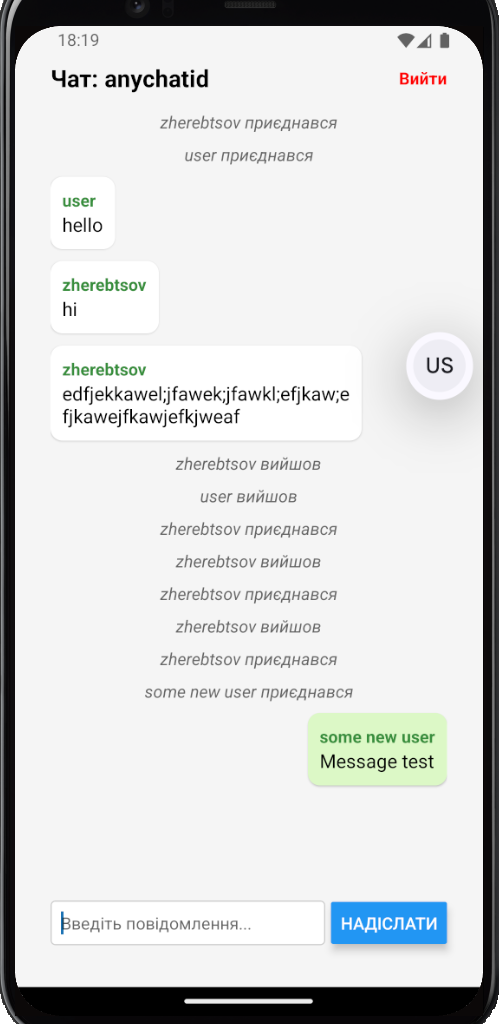 18:19
Чат: anychatid
Вийти
zherebtsov приєднався
user приєднався
user
hello
zherebtsov
hi
US
zherebtsov
edfjekkawel;jfawek;jfawkl;efjkaw;e
fjkawejfkawjefkjweaf
zherebtsov вийшов
user вийшов
zherebtsov приєднався
zherebtsov вийшов
zherebtsov приєднався
zherebtsov вийшов
zherebtsov приєднався
some new user приєднався
some new user
Message test
Введіть повідомлення...
НАДІСЛАТИ